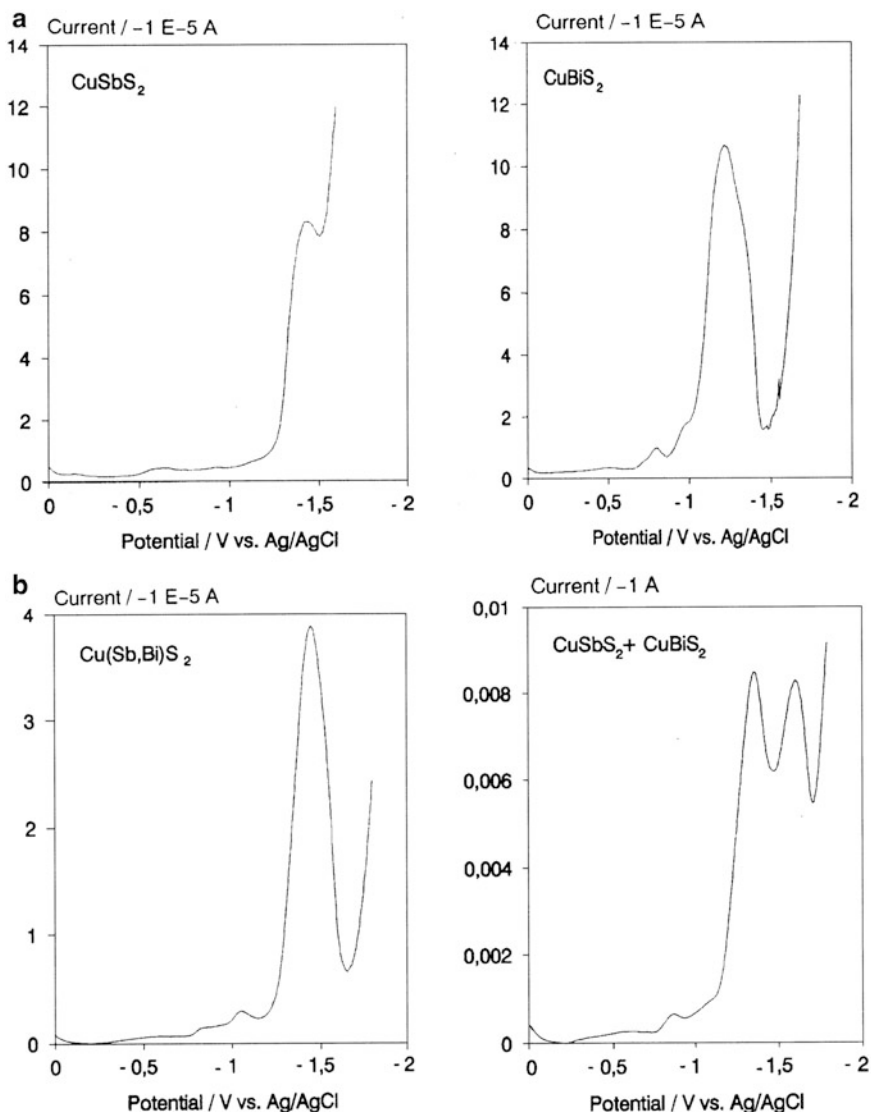 a
Current / −1 E−5 A
14
12
10
8
6
4
2
0
CuSbS₂
0 - 0,5 -1 -1,5 - 2
Potential / V vs. Ag/AgCl
Current / −1 E−5 A
14
12
10
8
6
4
2
0
CuBiS₂
0 - 0,5 -1 -1,5 - 2
Potential / V vs. Ag/AgCl
b
Current / −1 E−5 A
4
3
2
1
0
Cu(Sb,Bi)S ₂
0 - 0,5 - 1 -1,5 - 2
Potential / V vs. Ag/AgCl
Current / −1 A
0,01
0,008
0,006
0,004
0,002
0
CuSbS₂+ CuBiS₂
0 - 0,5 -1 -1,5 - 2
Potential / V vs. Ag/AgCl